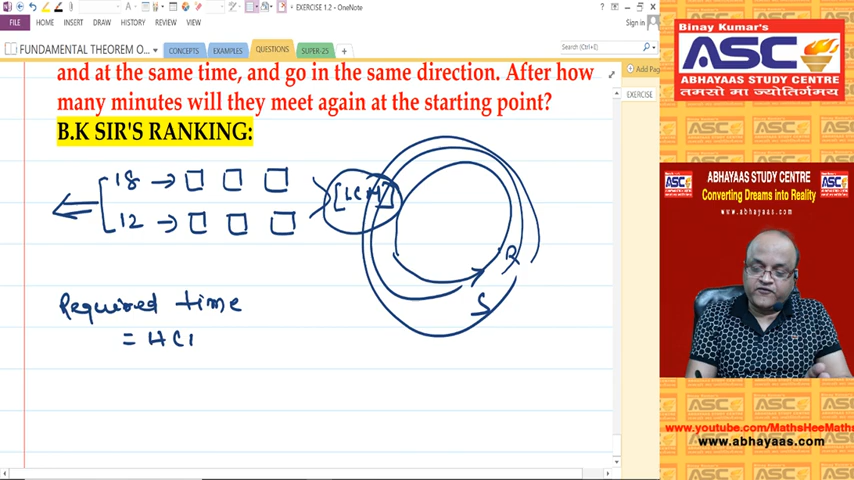 EXERCISE 1.2 - OneNote
FILE HOME INSERT DRAW HISTORY REVIEW VIEW
Sign in
FUNDAMENTAL THEOREM O... CONCEPTS EXAMPLES QUESTIONS SUPER-25 +
Search (Ctrl+E)
Add Pag
EXERCISE
and at the same time, and go in the same direction. After how
many minutes will they meet again at the starting point?
B.K SIR'S RANKING:
18 →
12 →
[LCM]
R
S
Required time
= HCF
Binay Kumar's
ASC
ABHAYAAS STUDY CENTRE
तमसो मा ज्योतिर्गमय
ABHAYAAS STUDY CENTRE
Converting Dreams into Reality
www.abhyaas.com
www.youtube.com/MathsHeeMaths
www.abhayaas.com